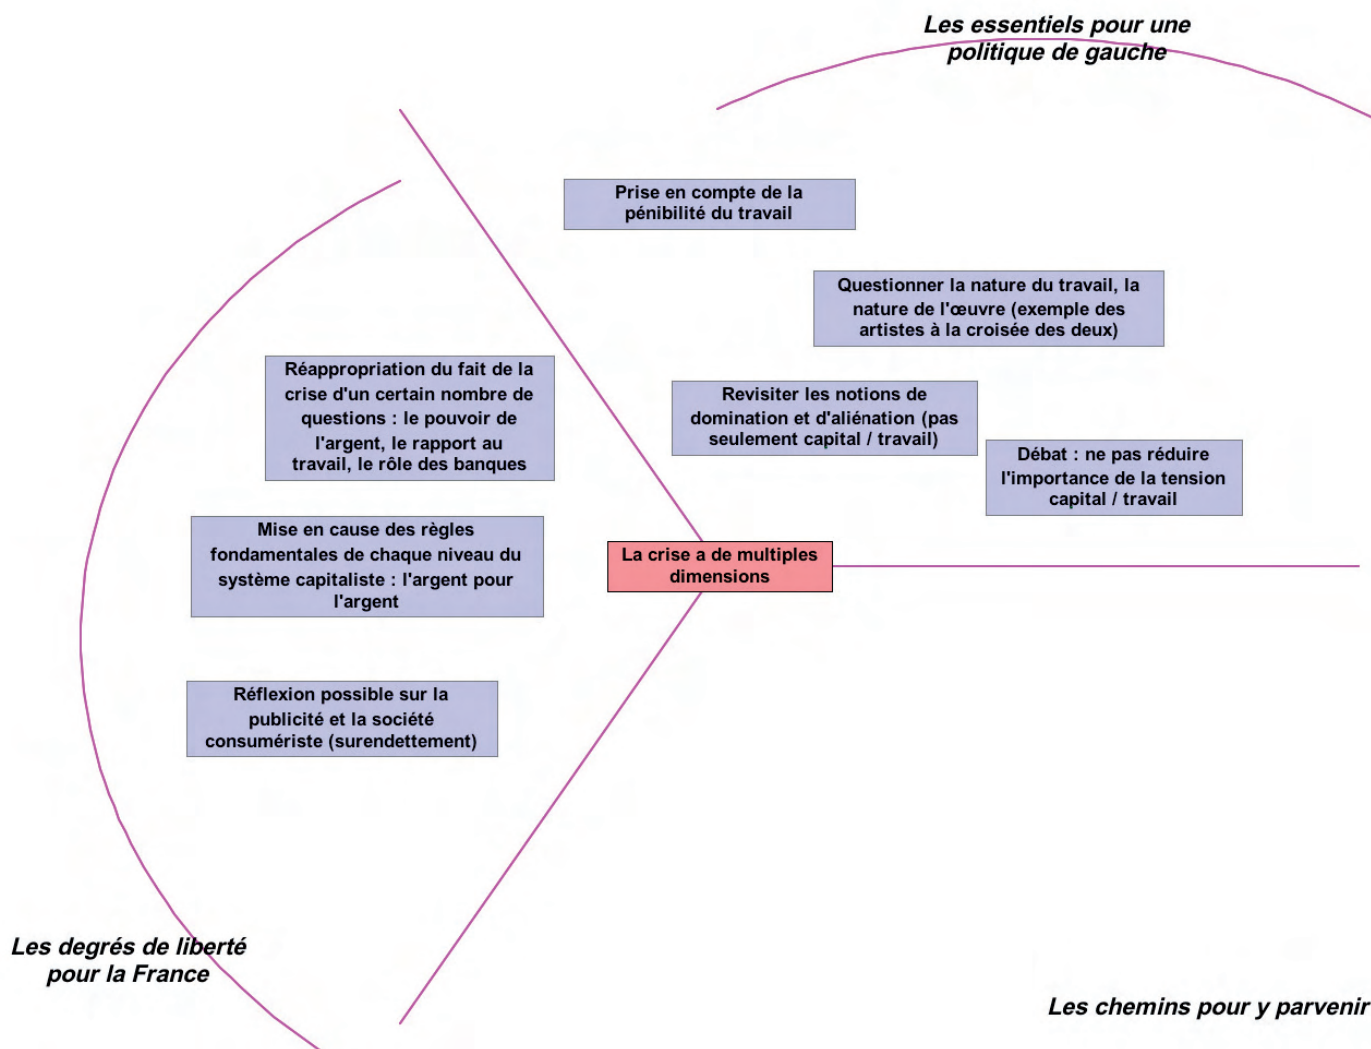 Les essentiels pour une
politique de gauche
Prise en compte de la
pénibilité du travail
Questionner la nature du travail, la
nature de l'œuvre (exemple des
artistes à la croisée des deux)
Réappropriation du fait de la
crise d'un certain nombre de
questions : le pouvoir de
l'argent, le rapport au
travail, le rôle des banques
Revisiter les notions de
domination et d'aliénation (pas
seulement capital / travail)
Débat : ne pas réduire
l'importance de la tension
capital / travail
Mise en cause des règles
fondamentales de chaque niveau du
système capitaliste : l'argent pour
l'argent
La crise a de multiples
dimensions
Réflexion possible sur la
publicité et la société
consumériste (surendettement)
Les degrés de liberté
pour la France
Les chemins pour y parvenir